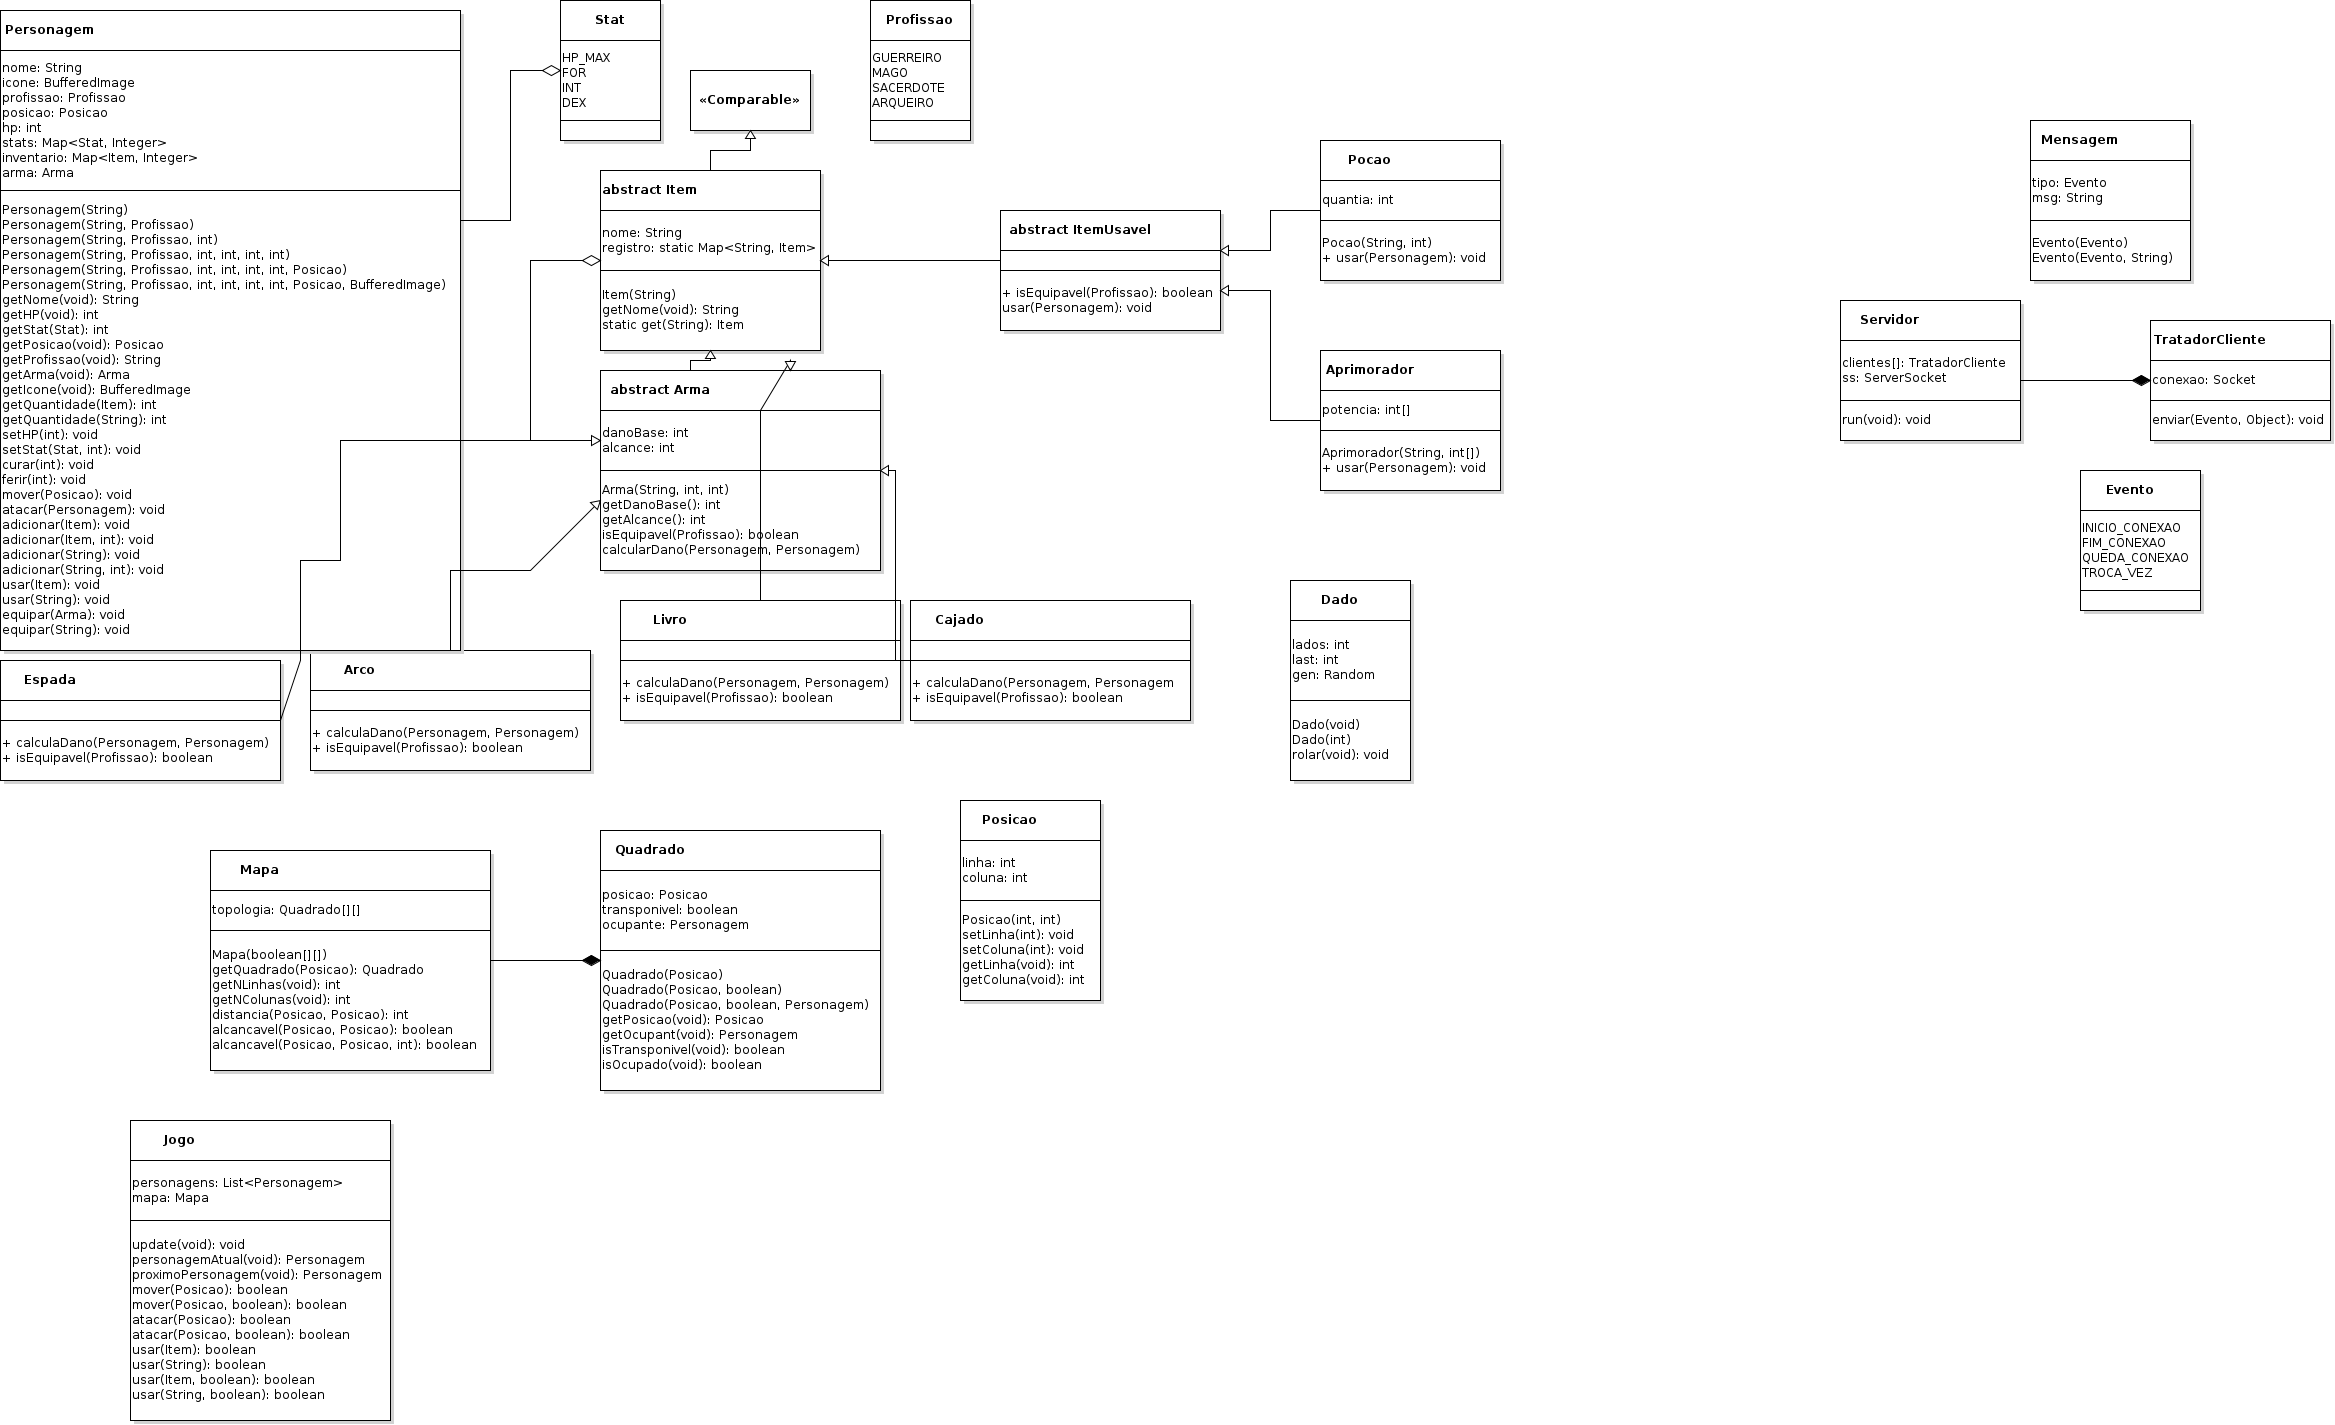 Personagem
nome: String
icone: BufferedImage
profissao: Profissao
posicao: Posicao
hp: int
stats: Map<Stat, Integer>
inventario: Map<Item, Integer>
arma: Arma
Personagem(String)
Personagem(String, Profissao)
Personagem(String, Profissao, int)
Personagem(String, Profissao, int, int, int, int)
Personagem(String, Profissao, int, int, int, int, Posicao)
Personagem(String, Profissao, int, int, int, int, Posicao, BufferedImage)
getNome(void): String
getHP(void): int
getStat(Stat): int
getPosicao(void): Posicao
getProfissao(void): String
getArma(void): Arma
getIcone(void): BufferedImage
getQuantidade(Item): int
getQuantidade(String): int
setHP(int): void
setStat(Stat, int): void
curar(int): void
ferir(int): void
mover(Posicao): void
atacar(Personagem): void
adicionar(Item): void
adicionar(Item, int): void
adicionar(String): void
adicionar(String, int): void
usar(Item): void
usar(String): void
equipar(Arma): void
equipar(String): void
Stat
HP_MAX
FOR
INT
DEX
«Comparable»
Profissao
GUERREIRO
MAGO
SACERDOTE
ARQUEIRO
abstract Item
nome: String
registro: static Map<String, Item>
Item(String)
getNome(void): String
static get(String): Item
abstract ItemUsavel
+ isEquipavel(Profissao): boolean
usar(Personagem): void
Pocao
quantia: int
Pocao(String, int)
+ usar(Personagem): void
Aprimorador
potencia: int[]
Aprimorador(String, int[])
+ usar(Personagem): void
Mensagem
tipo: Evento
msg: String
Evento(Evento)
Evento(Evento, String)
Servidor
clientes[]: TratadorCliente
ss: ServerSocket
run(void): void
TratadorCliente
conexao: Socket
enviar(Evento, Object): void
Evento
INICIO_CONEXAO
FIM_CONEXAO
QUEDA_CONEXAO
TROCA_VEZ
abstract Arma
danoBase: int
alcance: int
Arma(String, int, int)
getDanoBase(): int
getAlcance(): int
isEquipavel(Profissao): boolean
calcularDano(Personagem, Personagem)
Espada
+ calculaDano(Personagem, Personagem)
+ isEquipavel(Profissao): boolean
Arco
+ calculaDano(Personagem, Personagem)
+ isEquipavel(Profissao): boolean
Livro
+ calculaDano(Personagem, Personagem)
+ isEquipavel(Profissao): boolean
Cajado
+ calculaDano(Personagem, Personagem
+ isEquipavel(Profissao): boolean
Dado
lados: int
last: int
gen: Random
Dado(void)
Dado(int)
rolar(void): void
Mapa
topologia: Quadrado[][]
Mapa(boolean[][])
getQuadrado(Posicao): Quadrado
getNLinhas(void): int
getNColunas(void): int
distancia(Posicao, Posicao): int
alcancavel(Posicao, Posicao): boolean
alcancavel(Posicao, Posicao, int): boolean
Quadrado
posicao: Posicao
transponivel: boolean
ocupante: Personagem
Quadrado(Posicao)
Quadrado(Posicao, boolean)
Quadrado(Posicao, boolean, Personagem)
getPosicao(void): Posicao
getOcupant(void): Personagem
isTransponivel(void): boolean
isOcupado(void): boolean
Posicao
linha: int
coluna: int
Posicao(int, int)
setLinha(int): void
setColuna(int): void
getLinha(void): int
getColuna(void): int
Jogo
personagens: List<Personagem>
mapa: Mapa
update(void): void
personagemAtual(void): Personagem
proximoPersonagem(void): Personagem
mover(Posicao): boolean
mover(Posicao, boolean): boolean
atacar(Posicao): boolean
atacar(Posicao, boolean): boolean
usar(Item): boolean
usar(String): boolean
usar(Item, boolean): boolean
usar(String, boolean): boolean